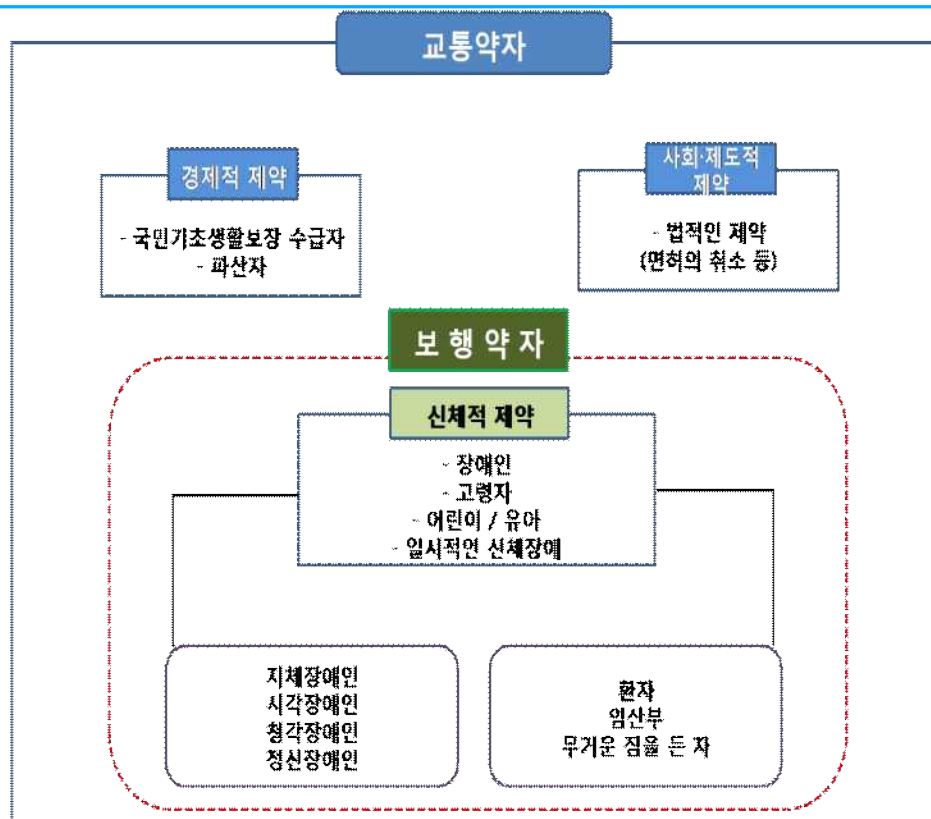 교통약자
경제적 제약
- 국민기초생활보장 수급자
- 파산자
사회·제도적
제약
- 법적인 제약
(면허의 취소 등)
보 행 약 자
신체적 제약
- 장애인
- 고령자
- 어린이 / 유아
- 일시적연 신체장애
지체장애인
시각장애인
청각장애인
정신장애인
환자
임산부
무거운 짐을 든 자